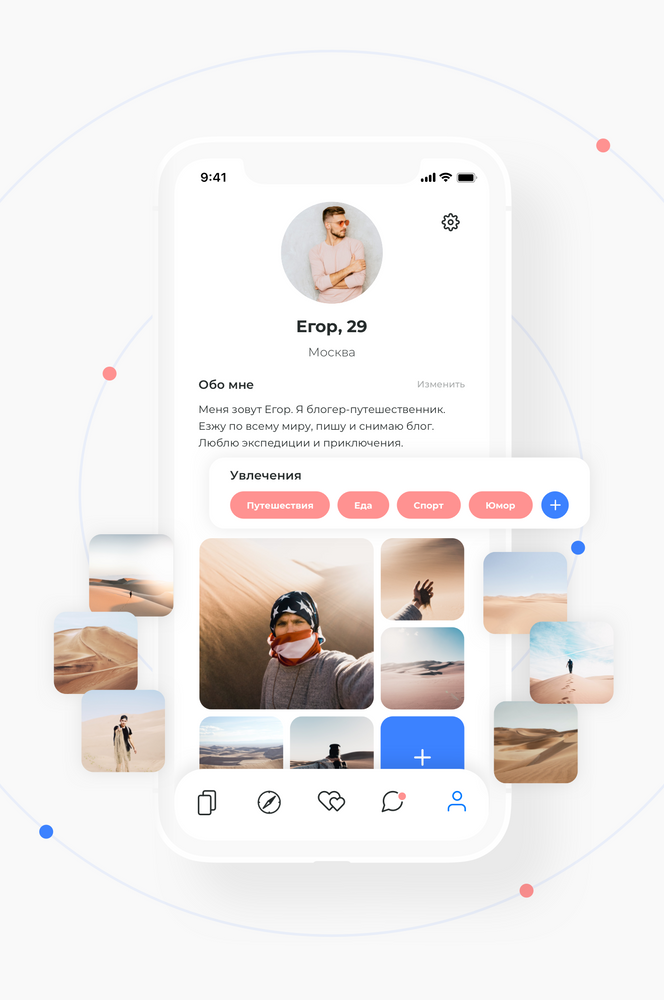 9:41
Егор, 29
Москва
Обо мне
Изменить
Меня зовут Егор. Я блогер-путешественник.
Езжу по всему миру, пишу и снимаю блог.
Люблю экспедиции и приключения.
Увлечения
Путешествия
Еда
Спорт
Юмор